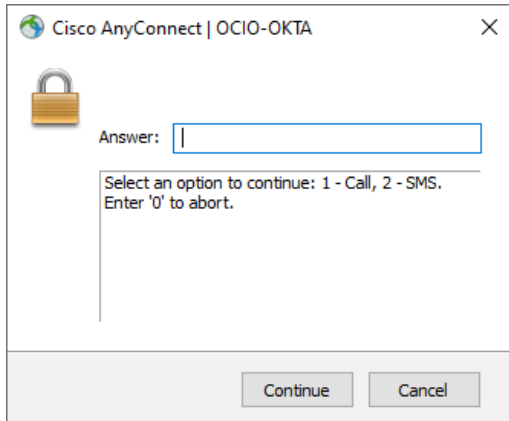 Cisco AnyConnect | OCIO-OKTA
Answer:
Select an option to continue: 1 - Call, 2 - SMS.
Enter '0' to abort.
Continue Cancel